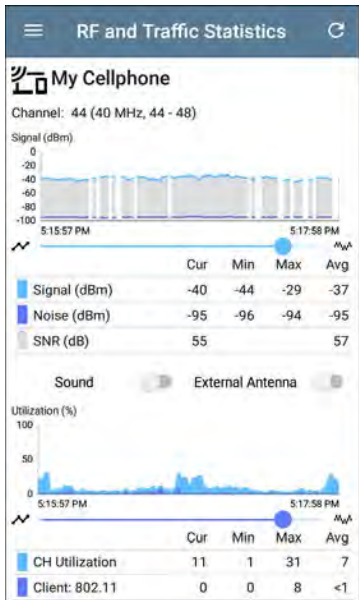 RF and Traffic Statistics
My Cellphone
Channel: 44 (40 MHz, 44 - 48)
Signal (dBm)
0
-20
-40
-60
-80
-100
5:15:57 PM 5:17:58 PM
Cur Min Max Avg
Signal (dBm) -40 -44 -29 -37
Noise (dBm) -95 -96 -94 -95
SNR (dB) 55 57
Sound External Antenna
Utilization (%)
100
50
0
5:15:57 PM 5:17:58 PM
Cur Min Max Avg
CH Utilization 11 1 31 7
Client: 802.11 0 0 8 <1